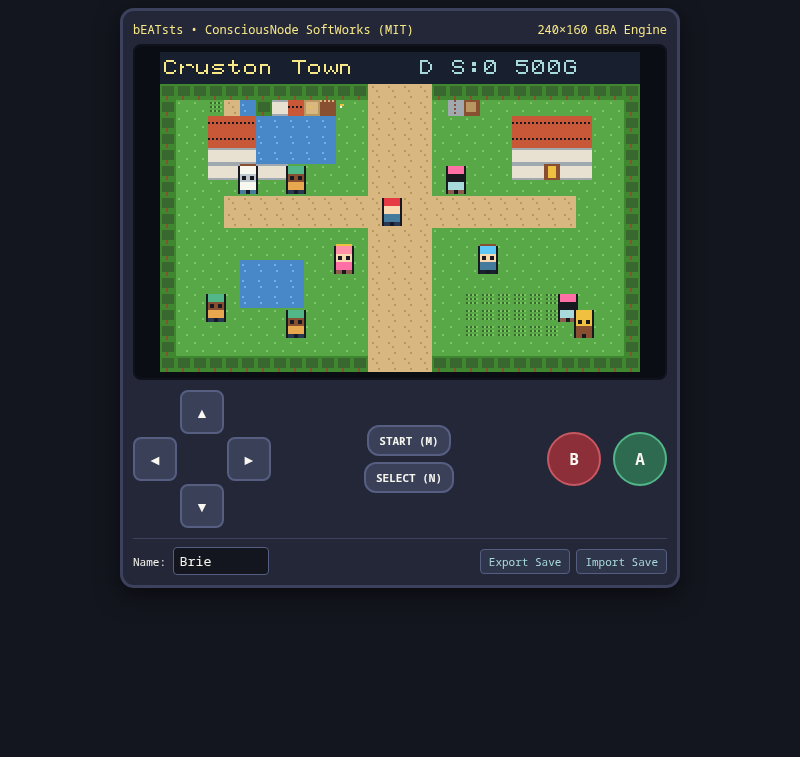 bEATsts • ConsciousNode SoftWorks (MIT) 240×160 GBA Engine
Cruston Town D S:0 500G
▲
◀ ▶
▼
START (M)
SELECT (N)
B A
Name: Brie Export Save Import Save